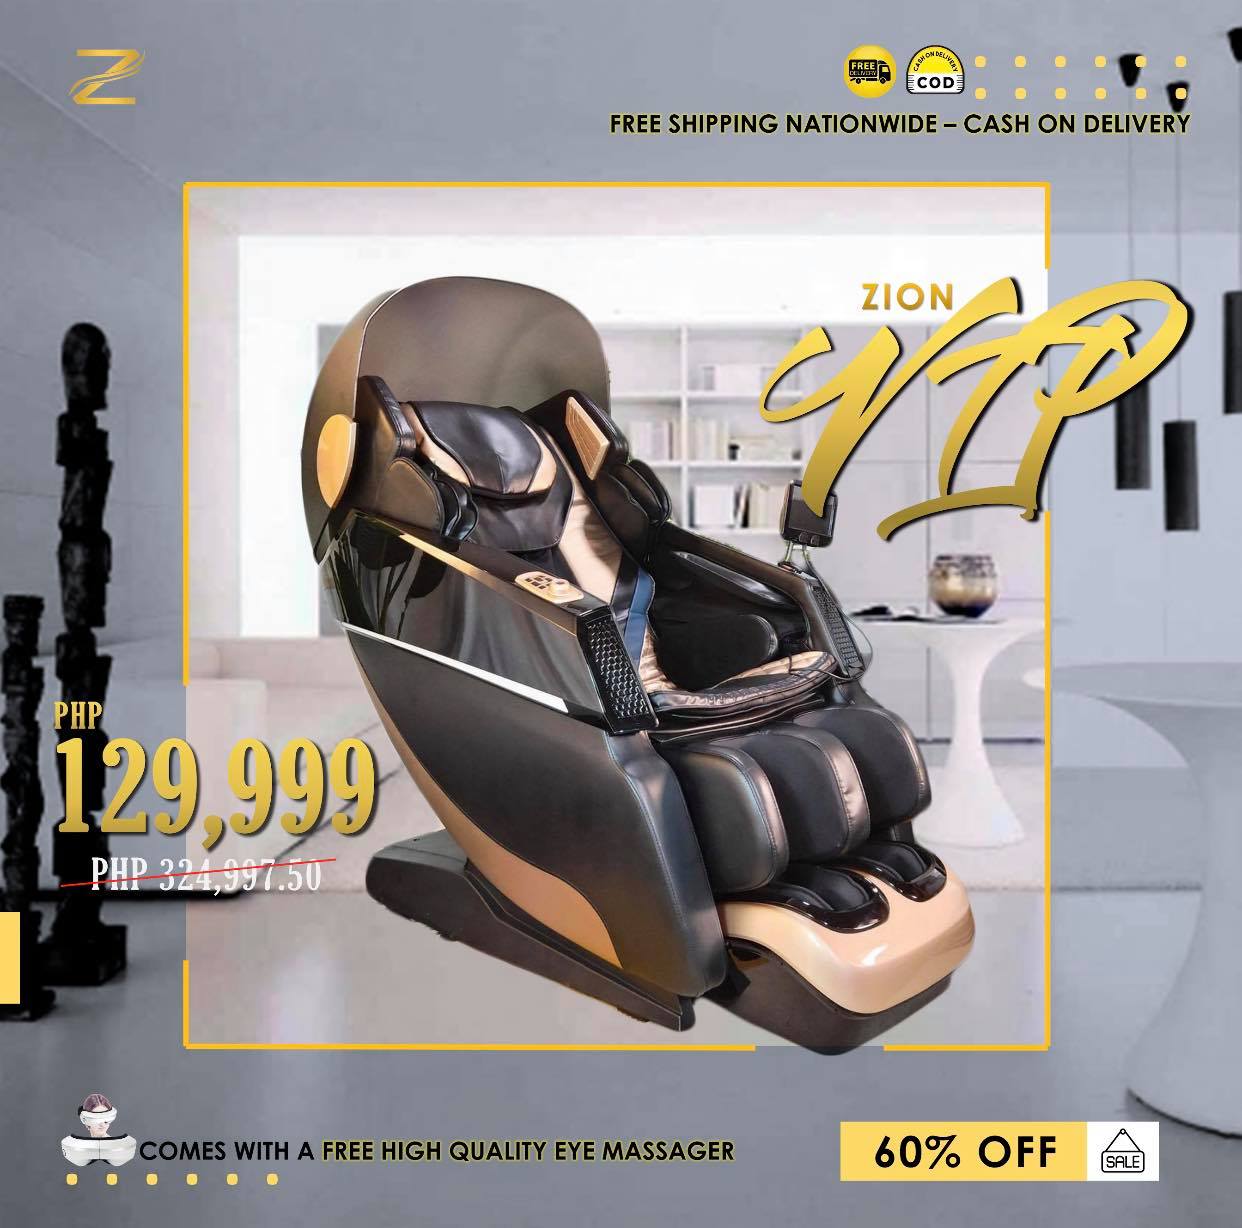 Z
FREE DELIVERY
CASH ON DELIVERY
COD
FREE SHIPPING NATIONWIDE – CASH ON DELIVERY
ZION
VIP
PHP
129,999
PHP 324,997.50
COMES WITH A FREE HIGH QUALITY EYE MASSAGER
60% OFF
SALE